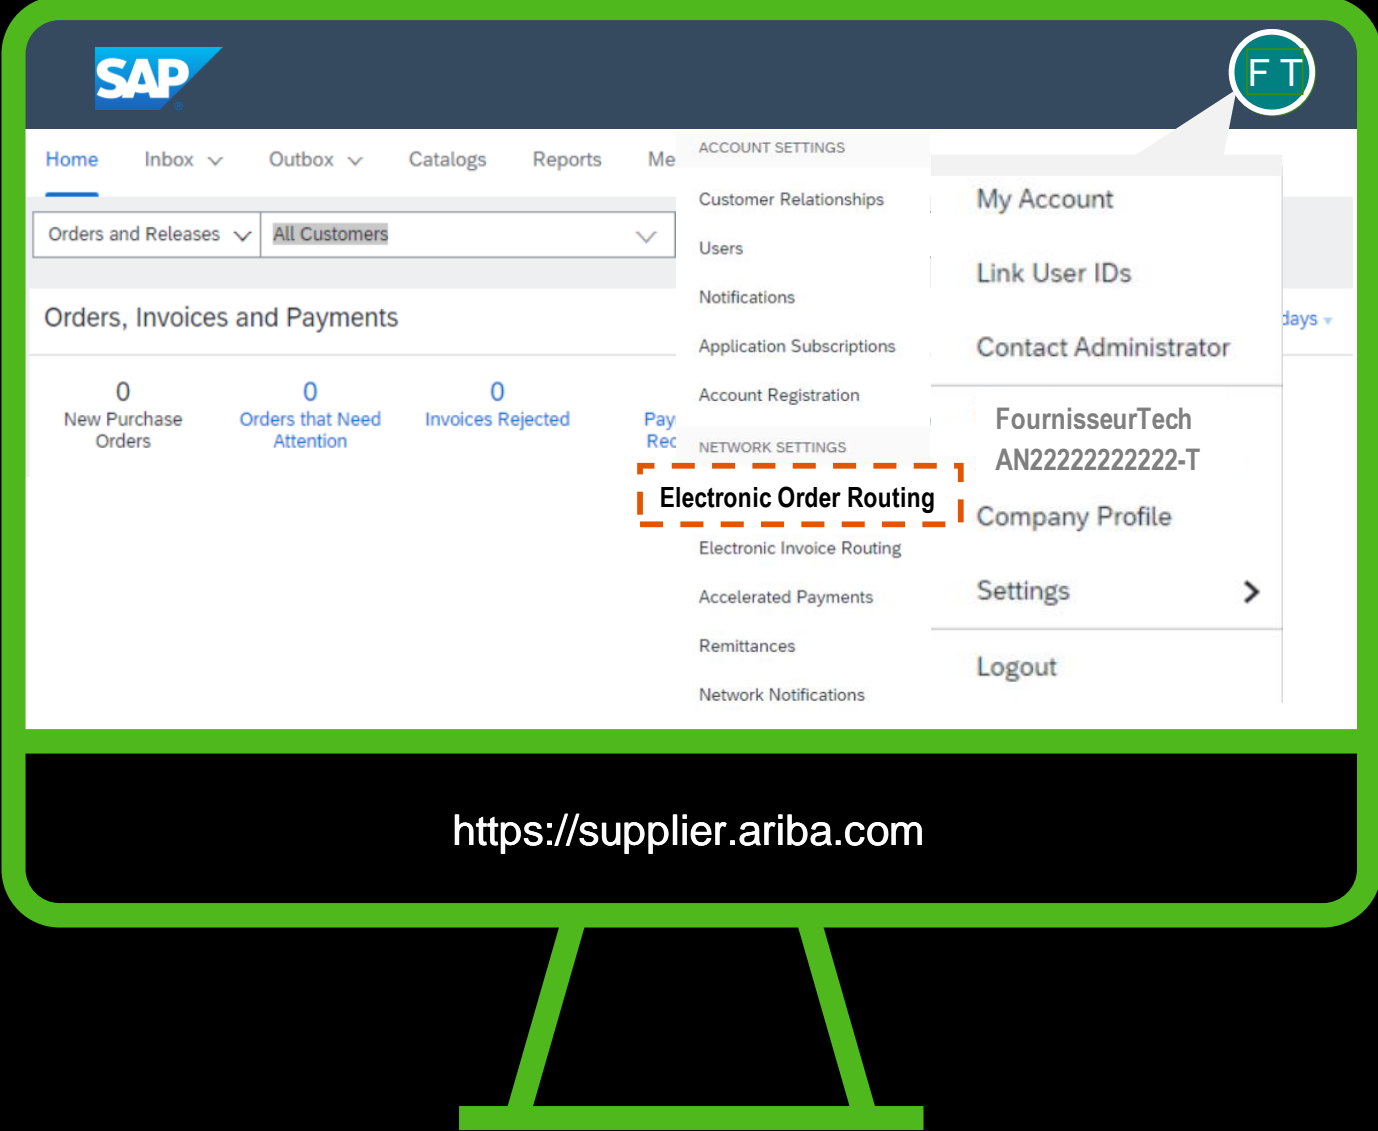 SAP
®
F T
Home
Inbox
Outbox
Catalogs
Reports
Me
Orders and Releases
All Customers
Orders, Invoices and Payments
days
0
New Purchase
Orders
0
Orders that Need
Attention
0
Invoices Rejected
Pay
Rec
ACCOUNT SETTINGS
Customer Relationships
Users
Notifications
Application Subscriptions
Account Registration
NETWORK SETTINGS
Electronic Order Routing
Electronic Invoice Routing
Accelerated Payments
Remittances
Network Notifications
My Account
Link User IDs
Contact Administrator
FournisseurTech
AN22222222222-T
Company Profile
Settings
Logout
https://supplier.ariba.com